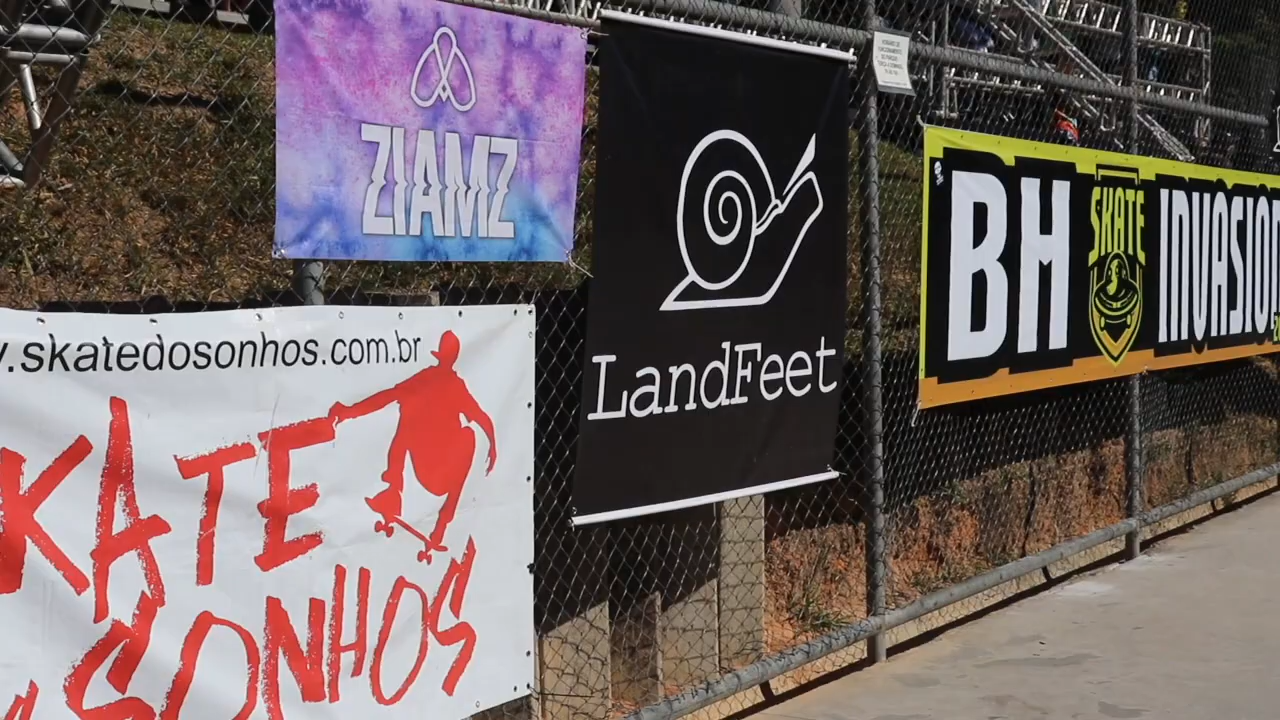 ZIAMZ
LandFeet
BH SKATE INVASION
.skatedosonhos.com.br
KATE
SONHOS